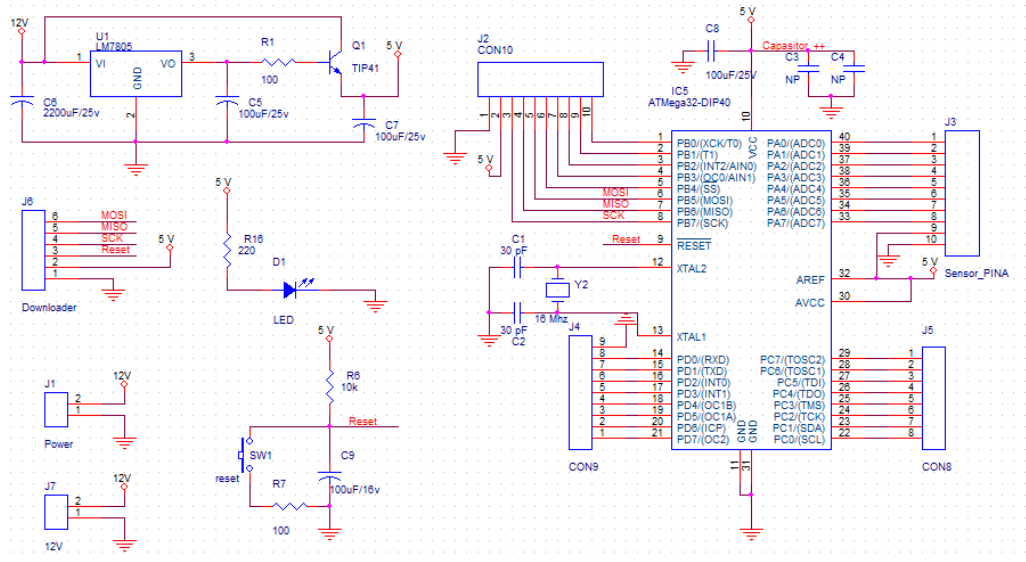 12V
U1
LM7805
1
VI
VO
3
GND
2
R1
100
Q1
TIP41
5 V
C6
2200uF/25v
C5
100uF/25v
C7
100uF/25v
J6
6
5
4
3
2
1
MOSI
MISO
SCK
Reset
5 V
Downloader
5 V
R16
220
D1
LED
J1
2
1
12V
Power
J7
2
1
12V
12V
5 V
R6
10k
Reset
SW1
reset
C9
100uF/16v
R7
100
J2
CON10
1
2
3
4
5
6
7
8
9
10
5 V
MOSI
MISO
SCK
Reset
5 V
C8
100uF/25V
Capasitor ++
C3
NP
C4
NP
IC5
ATMega32-DIP40
10
VCC
1 PB0/(XCK/T0)
2 PB1/(T1)
3 PB2/(INT2/AIN0)
4 PB3/(OC0/AIN1)
5 PB4/(SS)
6 PB5/(MOSI)
7 PB6/(MISO)
8 PB7/(SCK)
9 RESET
12 XTAL2
13 XTAL1
14 PD0/(RXD)
15 PD1/(TXD)
16 PD2/(INT0)
17 PD3/(INT1)
18 PD4/(OC1B)
19 PD5/(OC1A)
20 PD6/(ICP)
21 PD7/(OC2)
PA0/(ADC0) 40
PA1/(ADC1) 39
PA2/(ADC2) 37
PA3/(ADC3) 38
PA4/(ADC4) 36
PA5/(ADC5) 35
PA6/(ADC6) 34
PA7/(ADC7) 33
AREF 32
AVCC 30
PC7/(TOSC2) 29
PC6/(TOSC1) 28
PC5/(TDI) 27
PC4/(TDO) 26
PC3/(TMS) 25
PC2/(TCK) 24
PC1/(SDA) 23
PC0/(SCL) 22
GND
GND
11
31
C1
30 pF
Y2
16 Mhz
30 pF
C2
J4
9
8
7
6
5
4
3
2
1
CON9
J3
1
2
3
4
5
6
7
8
9
10
5 V
Sensor_PINA
J5
1
2
3
4
5
6
7
8
CON8